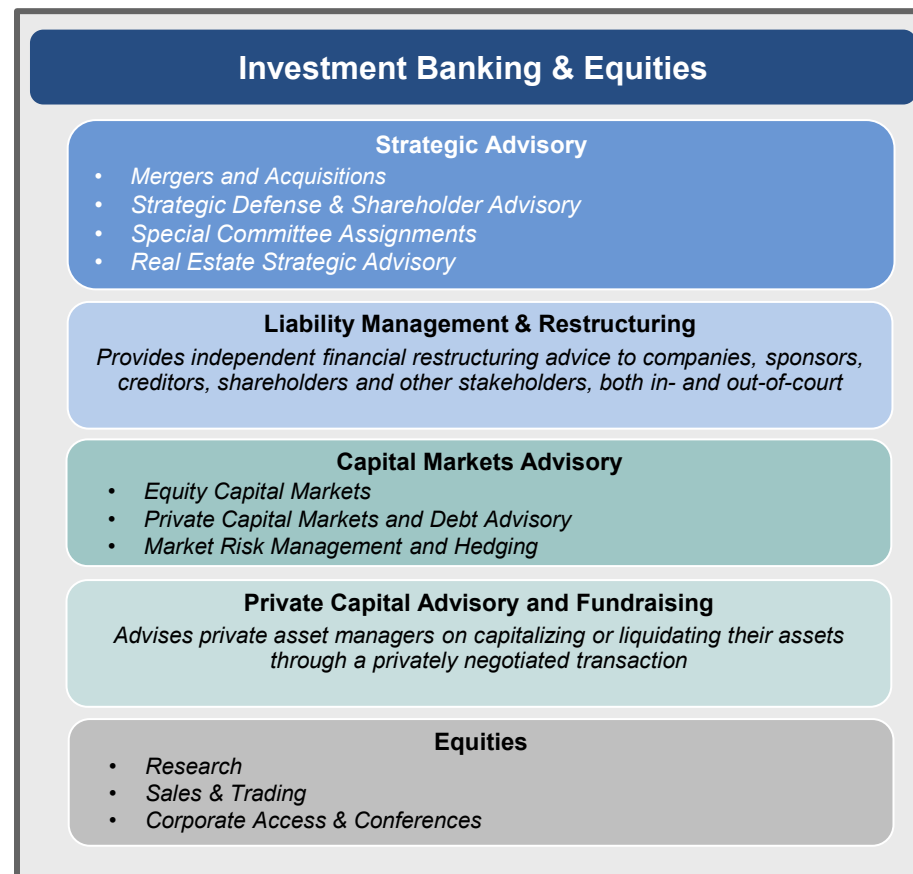 Investment Banking & Equities
Strategic Advisory
• Mergers and Acquisitions
• Strategic Defense & Shareholder Advisory
• Special Committee Assignments
• Real Estate Strategic Advisory
Liability Management & Restructuring
Provides independent financial restructuring advice to companies, sponsors,
creditors, shareholders and other stakeholders, both in- and out-of-court
Capital Markets Advisory
• Equity Capital Markets
• Private Capital Markets and Debt Advisory
• Market Risk Management and Hedging
Private Capital Advisory and Fundraising
Advises private asset managers on capitalizing or liquidating their assets
through a privately negotiated transaction
Equities
• Research
• Sales & Trading
• Corporate Access & Conferences